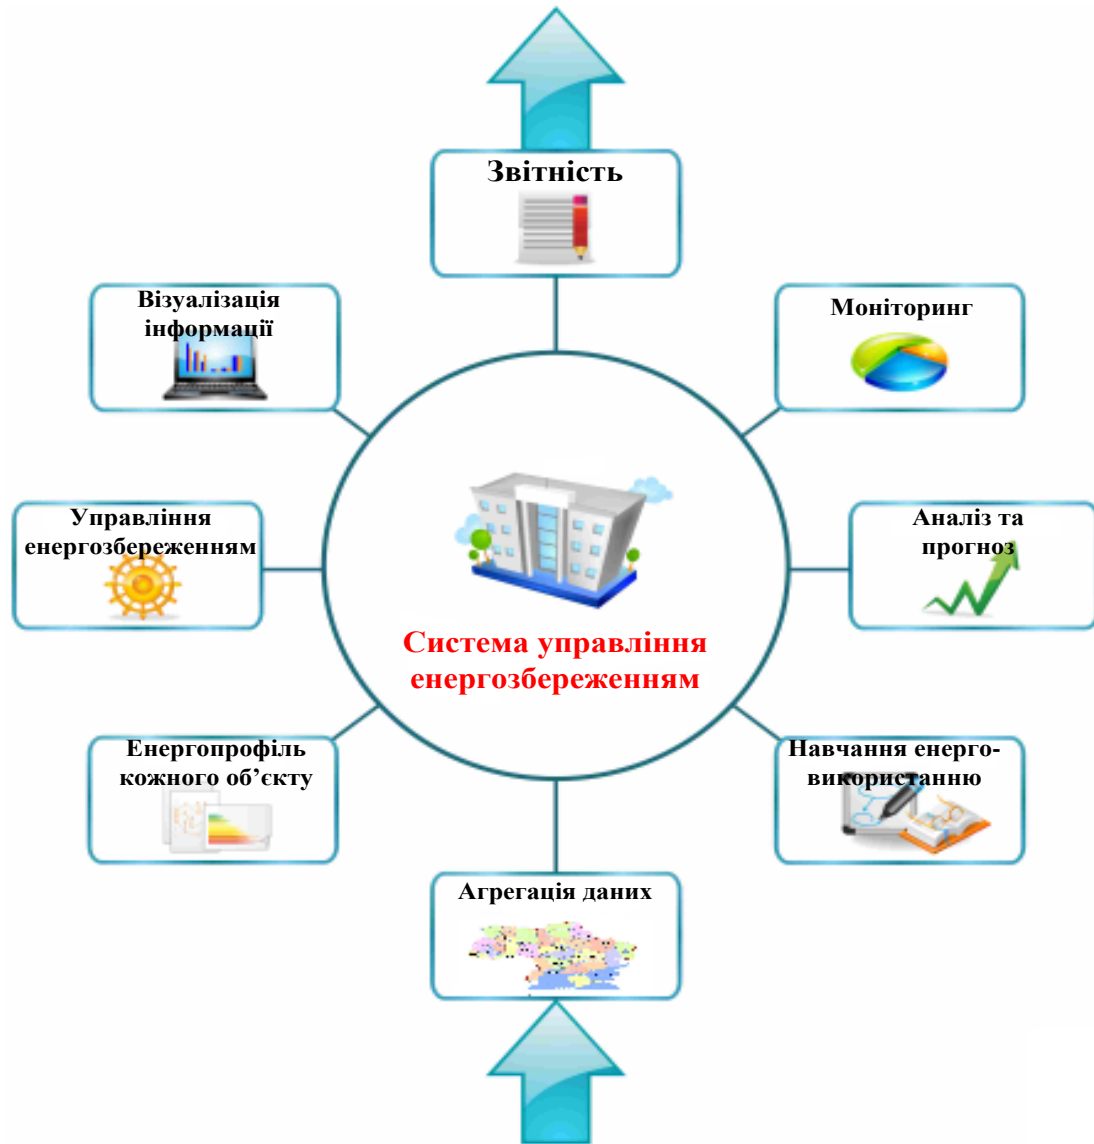 Звітність
Візуалізація
інформації
Моніторинг
Управління
енергозбереженням
Аналіз та
прогноз
Система управління
енергозбереженням
Енергопрофіль
кожного об’єкту
Навчання енерго-
використанню
Агрегація даних